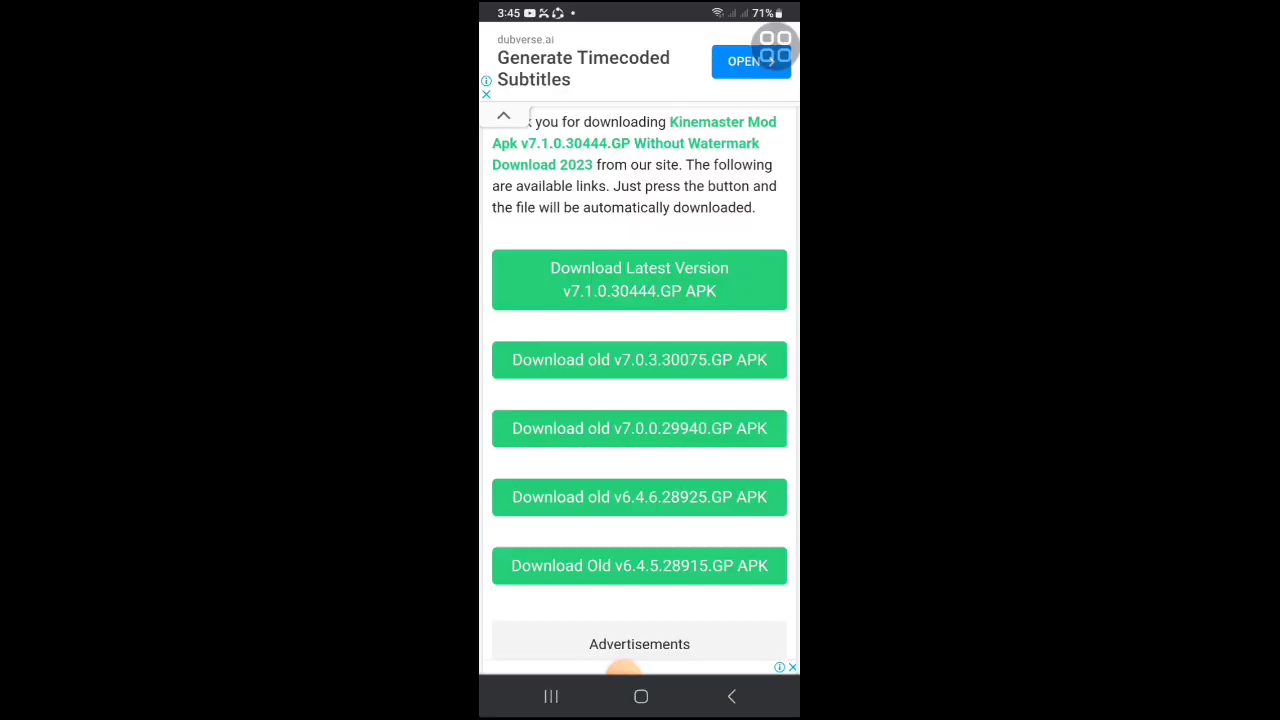 3:45
71%
dubverse.ai
Generate Timecoded
Subtitles
OPEN
you for downloading Kinemaster Mod
Apk v7.1.0.30444.GP Without Watermark
Download 2023 from our site. The following
are available links. Just press the button and
the file will be automatically downloaded.
Download Latest Version
v7.1.0.30444.GP APK
Download old v7.0.3.30075.GP APK
Download old v7.0.0.29940.GP APK
Download old v6.4.6.28925.GP APK
Download Old v6.4.5.28915.GP APK
Advertisements